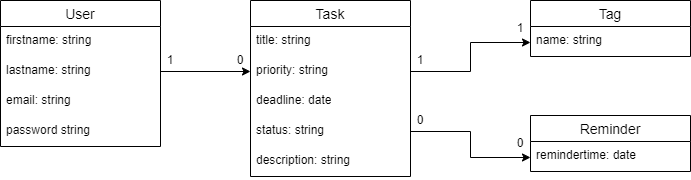 User
firstname: string
lastname: string
email: string
password string
1
0
Task
title: string
priority: string
deadline: date
status: string
description: string
1
1
Tag
name: string
0
0
Reminder
remindertime: date